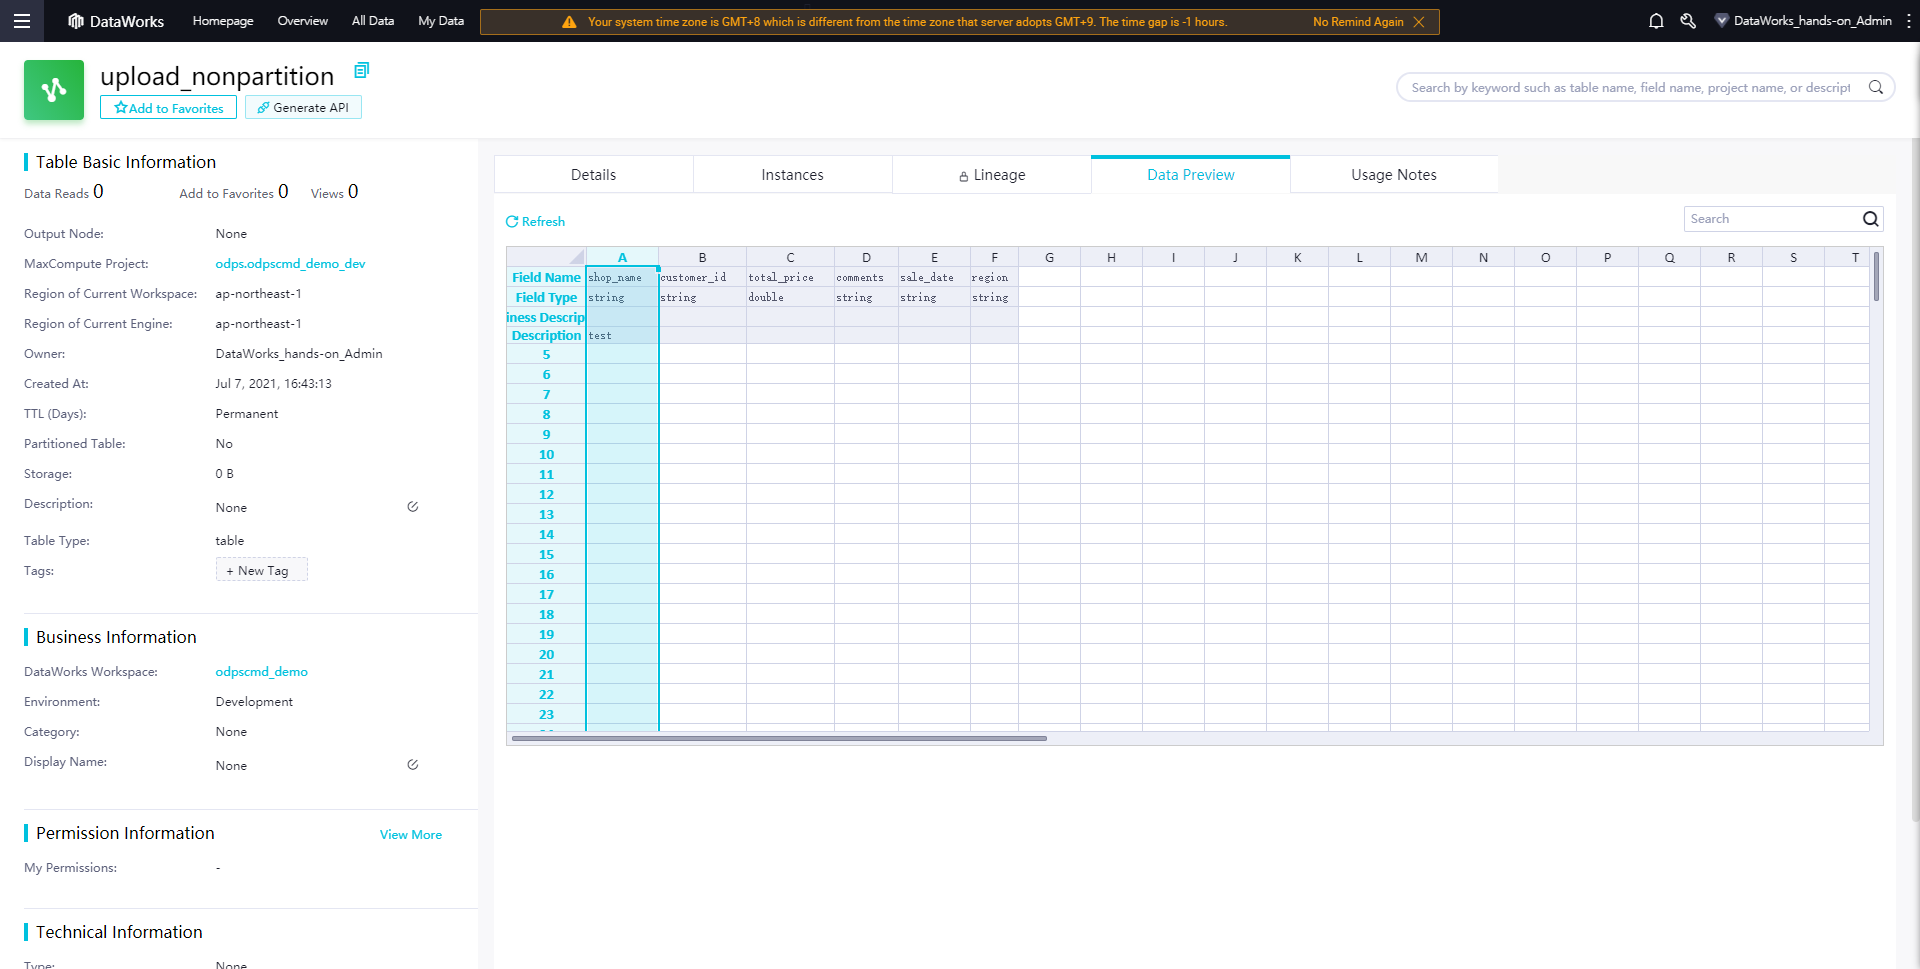 DataWorks Homepage Overview All Data My Data Your system time zone is GMT+8 which is different from the time zone that server adopts GMT+9. The time gap is -1 hours. No Remind Again DataWorks_hands-on_Admin
upload_nonpartition
Add to Favorites Generate API
Search by keyword such as table name, field name, project name, or descript
Table Basic Information
Data Reads 0 Add to Favorites 0 Views 0
Output Node: None
MaxCompute Project: odps.odpscmd_demo_dev
Region of Current Workspace: ap-northeast-1
Region of Current Engine: ap-northeast-1
Owner: DataWorks_hands-on_Admin
Created At: Jul 7, 2021, 16:43:13
TTL (Days): Permanent
Partitioned Table: No
Storage: 0 B
Description: None
Table Type: table
Tags: + New Tag
Business Information
DataWorks Workspace: odpscmd_demo
Environment: Development
Category: None
Display Name: None
Permission Information View More
My Permissions: -
Technical Information
Type: None
Details Instances Lineage Data Preview Usage Notes
Refresh Search
A B C D E F G H I J K L M N O P Q R S T
Field Name shop_name customer_id total_price comments sale_date region
Field Type string string double string string string
iness Descrip
Description test
5
6
7
8
9
10
11
12
13
14
15
16
17
18
19
20
21
22
23